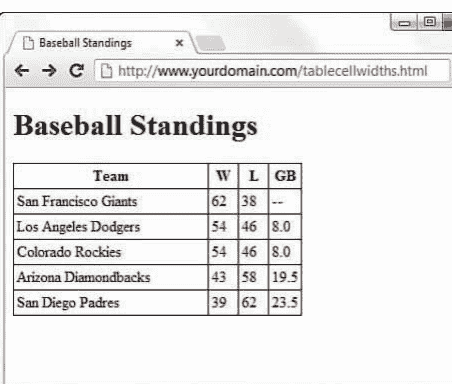 Baseball Standings
http://www.yourdomain.com/tablecellwidths.html
Baseball Standings
Team W L GB
San Francisco Giants 62 38 --
Los Angeles Dodgers 54 46 8.0
Colorado Rockies 54 46 8.0
Arizona Diamondbacks 43 58 19.5
San Diego Padres 39 62 23.5